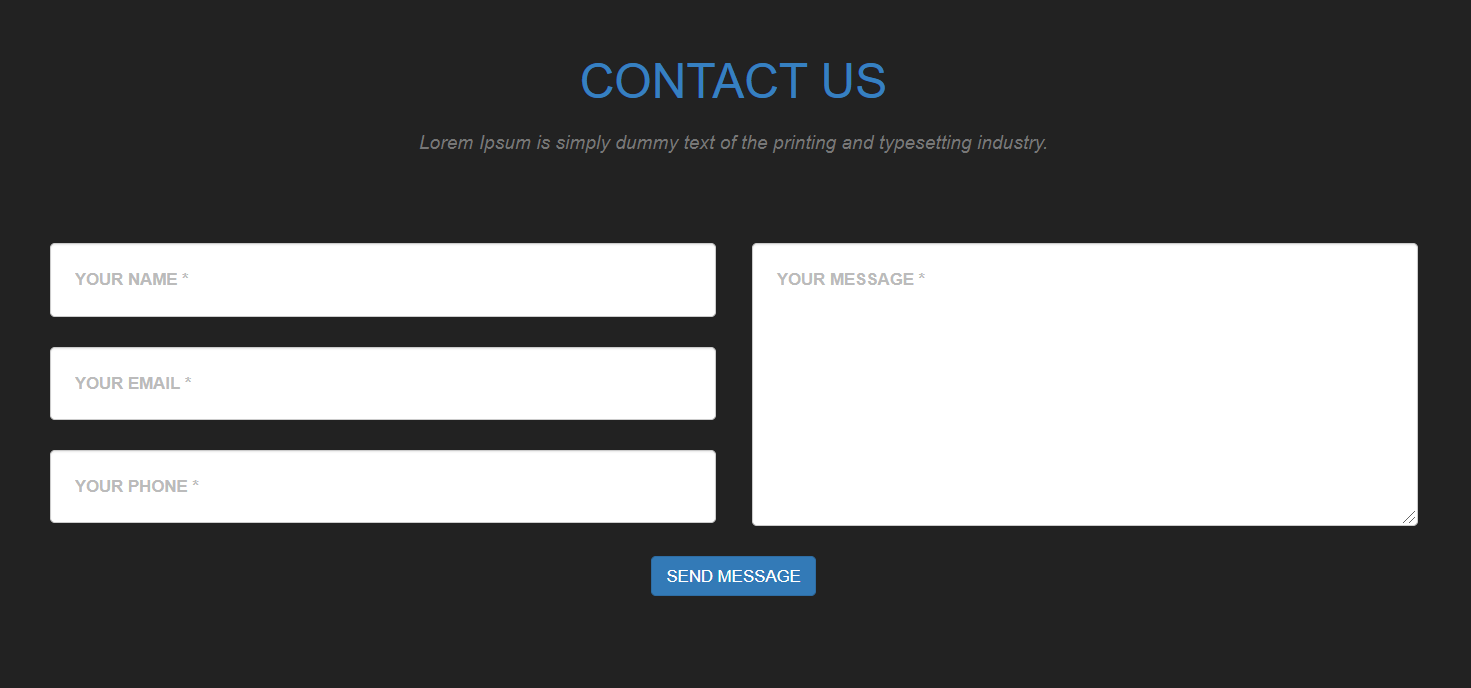 CONTACT US
Lorem Ipsum is simply dummy text of the printing and typesetting industry.
YOUR NAME *
YOUR EMAIL *
YOUR PHONE *
YOUR MESSAGE *
SEND MESSAGE